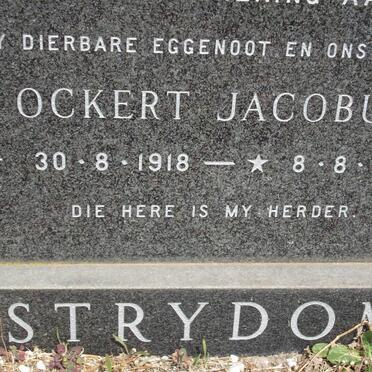 DIERBARE EGGENOOT EN ONS
OCKERT JACOBU
30·8·1918 — ★ 8·8·
DIE HERE IS MY HERDER.
STRYDOM